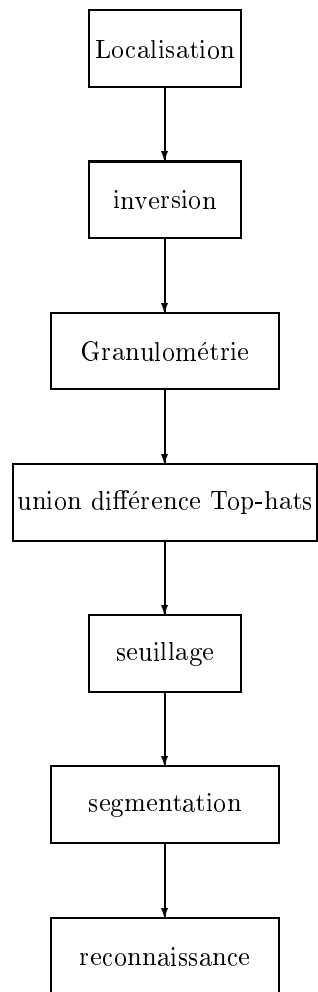 Localisation
inversion
Granulométrie
union différence Top-hats
seuillage
segmentation
reconnaissance